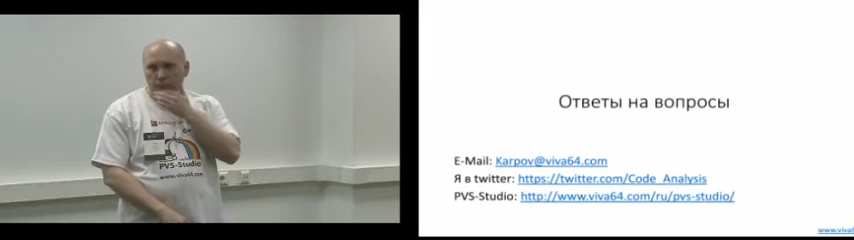 PVS-Studio
www.viva64.com
Ответы на вопросы
E-Mail: Karpov@viva64.com
Я в twitter: https://twitter.com/Code_Analysis
PVS-Studio: http://www.viva64.com/ru/pvs-studio/